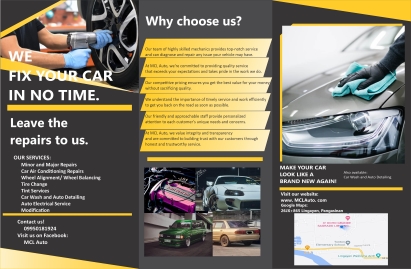 WE
FIX YOUR CAR
IN NO TIME.
Leave the
repairs to us.
OUR SERVICES:
Minor and Major Repairs
Car Air Conditioning Repairs
Wheel Alignment/ Wheel Balancing
Tire Change
Tint Services
Car Wash and Auto Detailing
Auto Electrical Service
Modification
Contact us!
09950181924
Visit us on Facebook:
MCL Auto
Why choose us?
Our team of highly skilled mechanics provides top-notch service
and can diagnose and repair any issue your vehicle may have.
At MCL Auto, we're committed to providing quality service
that exceeds your expectations and takes pride in the work we do.
Our competitive pricing ensures you get the best value for your money
without sacrificing quality.
We understand the importance of timely service and work efficiently
to get you back on the road as soon as possible.
Our friendly and approachable staff provide personalized
attention to each customer's unique needs and concerns.
At MCL Auto, we value integrity and transparency
and are committed to building trust with our customers through
honest and trustworthy service.
MAKE YOUR CAR
LOOK LIKE A
BRAND NEW AGAIN!
Also available:
Car Wash and Auto Detailing
Visit our website:
www. MCLAuto. com
Google Maps:
Lingayen, Pangasinan